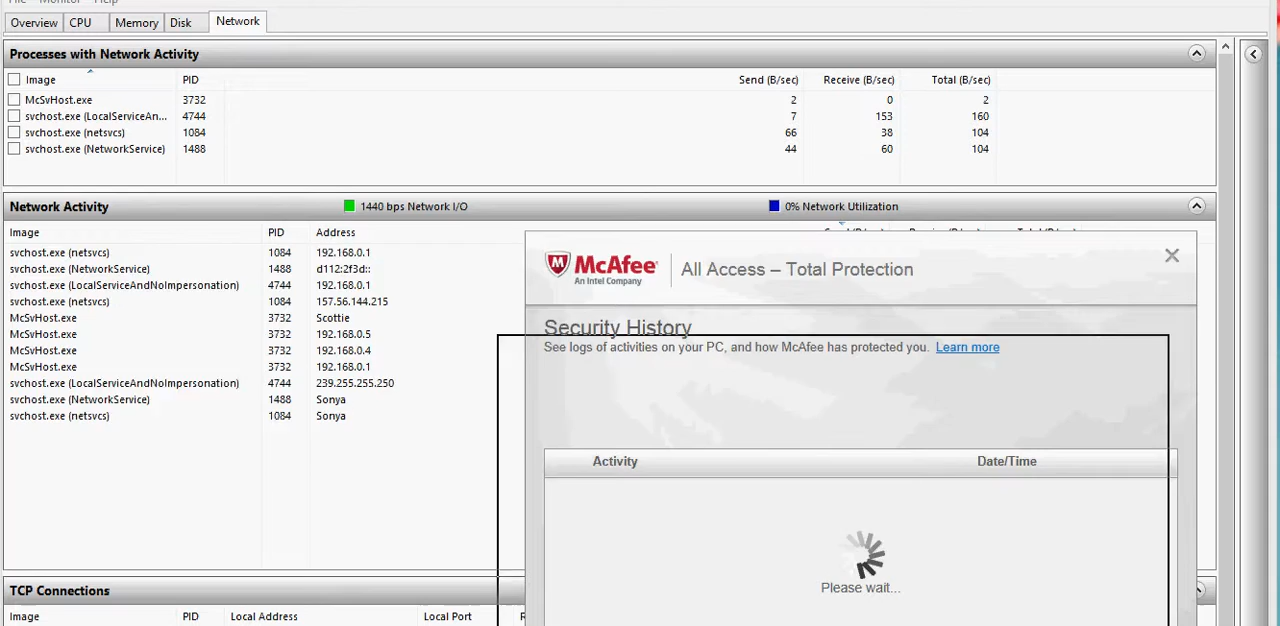 File Monitor Help
Overview CPU Memory Disk Network
Processes with Network Activity
Image PID Send (B/sec) Receive (B/sec) Total (B/sec)
McSvHost.exe 3732 2 0 2
svchost.exe (LocalServiceAn... 4744 7 153 160
svchost.exe (netsvcs) 1084 66 38 104
svchost.exe (NetworkService) 1488 44 60 104
Network Activity 1440 bps Network I/O 0% Network Utilization
Image PID Address
svchost.exe (netsvcs) 1084 192.168.0.1
svchost.exe (NetworkService) 1488 d112:2f3d::
svchost.exe (LocalServiceAndNoImpersonation) 4744 192.168.0.1
svchost.exe (netsvcs) 1084 157.56.144.215
McSvHost.exe 3732 Scottie
McSvHost.exe 3732 192.168.0.5
McSvHost.exe 3732 192.168.0.4
McSvHost.exe 3732 192.168.0.1
svchost.exe (LocalServiceAndNoImpersonation) 4744 239.255.255.250
svchost.exe (NetworkService) 1488 Sonya
svchost.exe (netsvcs) 1084 Sonya
McAfee
An Intel Company
All Access – Total Protection
Security History
See logs of activities on your PC, and how McAfee has protected you. Learn more
Activity Date/Time
Please wait...
TCP Connections
Image PID Local Address Local Port